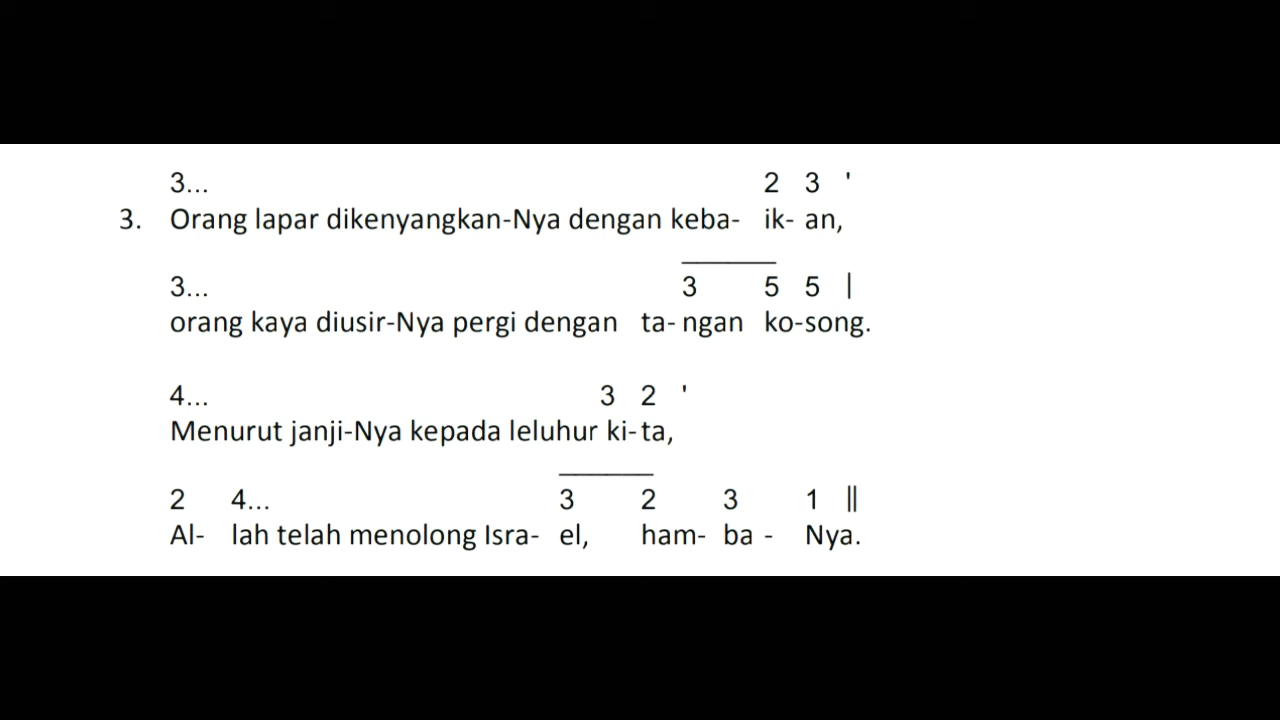 3... 2 3 '
3. Orang lapar dikenyangkan-Nya dengan keba- ik- an,
3... 3 5 5 |
orang kaya diusir-Nya pergi dengan ta- ngan ko-song.
4... 3 2 '
Menurut janji-Nya kepada leluhur ki- ta,
2 4... 3 2 3 1 ||
Al- lah telah menolong Isra- el, ham- ba - Nya.